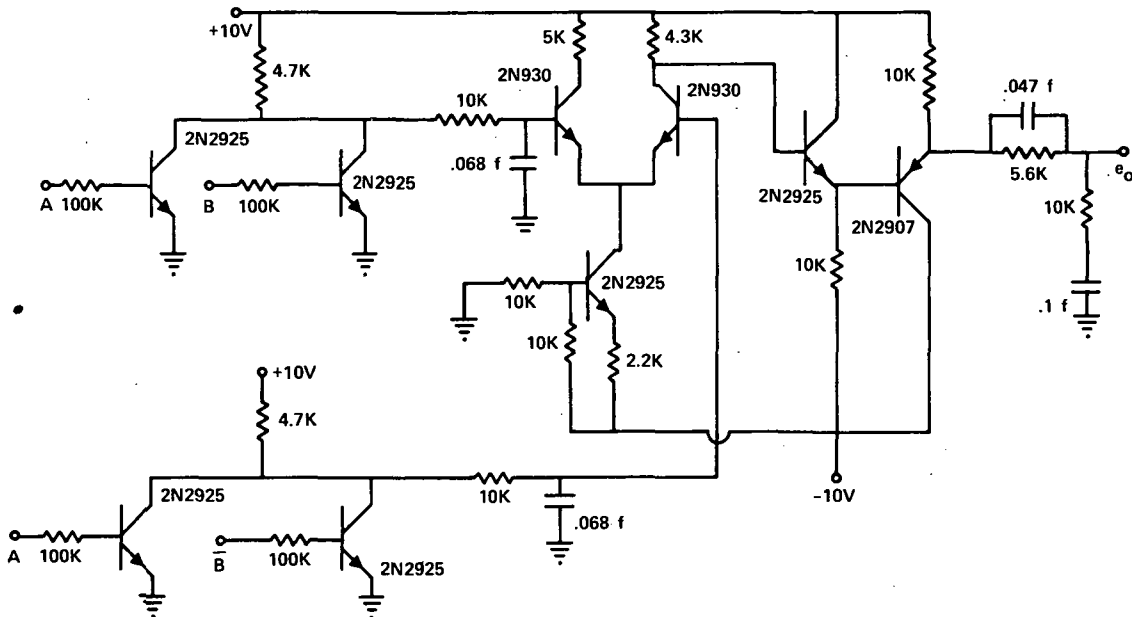 +10V
5K
4.3K
4.7K
2N930
2N930
10K
10K
.047 f
2N2925
.068 f
5.6K
eo
A
100K
B
100K
2N2925
2N2925
2N2907
10K
10K
2N2925
10K
.1 f
10K
2.2K
+10V
4.7K
-10V
2N2925
10K
.068 f
A
100K
B̅
100K
2N2925